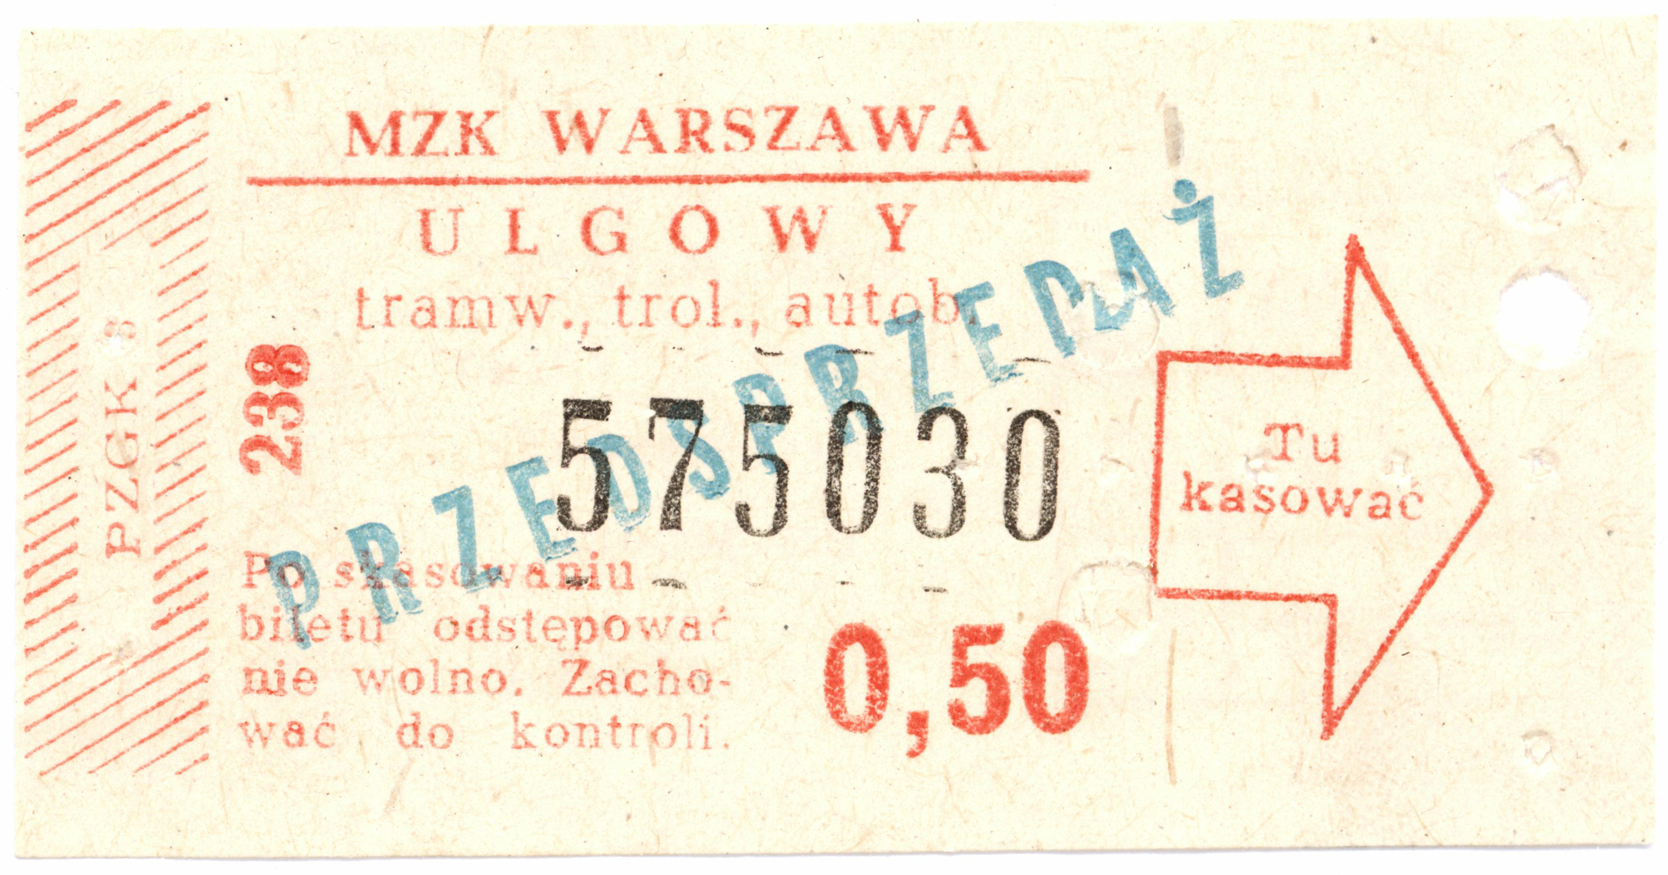 MZK WARSZAWA
ULGOWY
tramw., trol., autob.
238
575030
PRZEDSPRZEDAŻ
Po skasowaniu
biletu odstępować
nie wolno. Zacho-
wać do kontroli.
0,50
Tu
kasować
PZGK 8